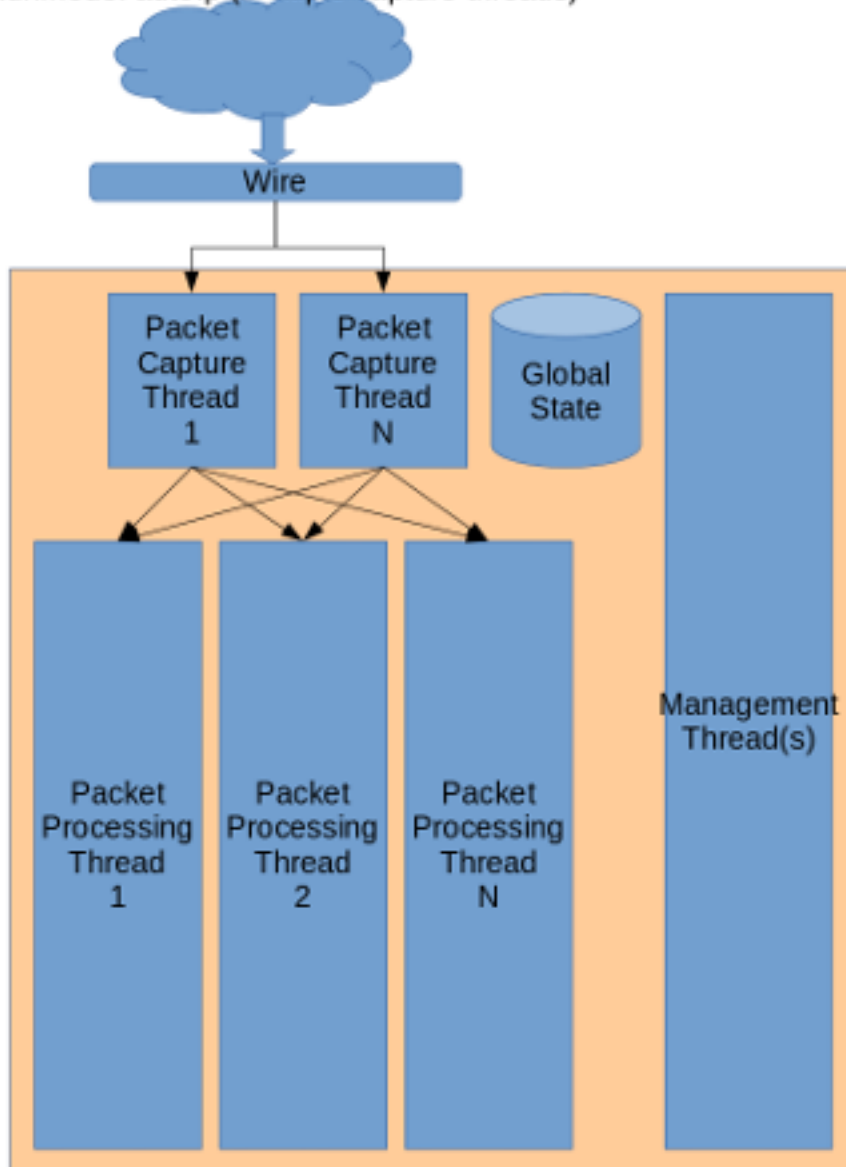 Wire
Packet
Capture
Thread
1
Packet
Capture
Thread
N
Global
State
Management
Thread(s)
Packet
Processing
Thread
1
Packet
Processing
Thread
2
Packet
Processing
Thread
N